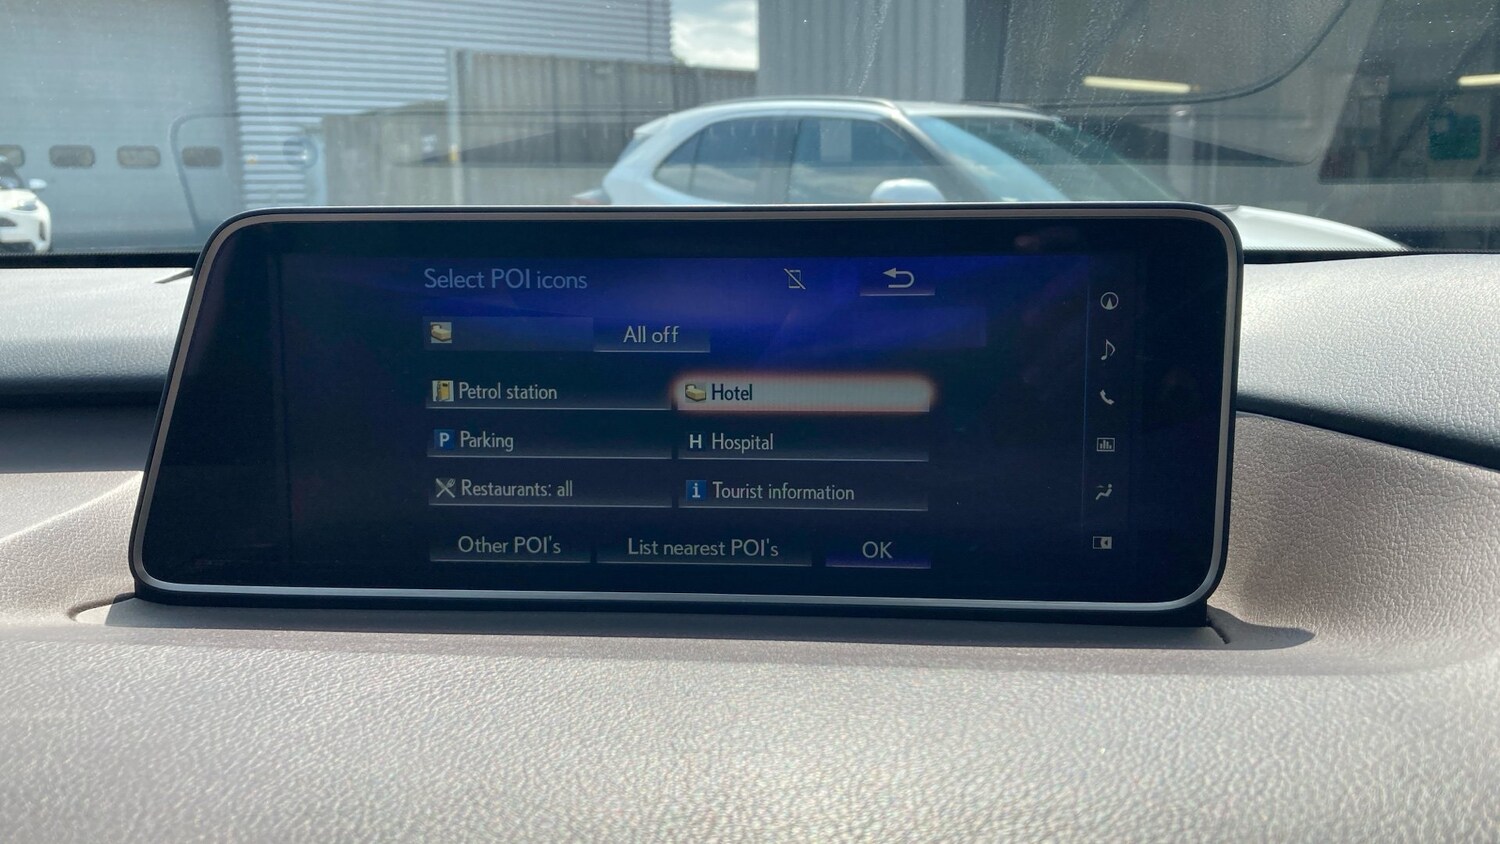 Select POI icons
All off
Petrol station
Hotel
P Parking
H Hospital
Restaurants: all
i Tourist information
Other POI's
List nearest POI's
OK